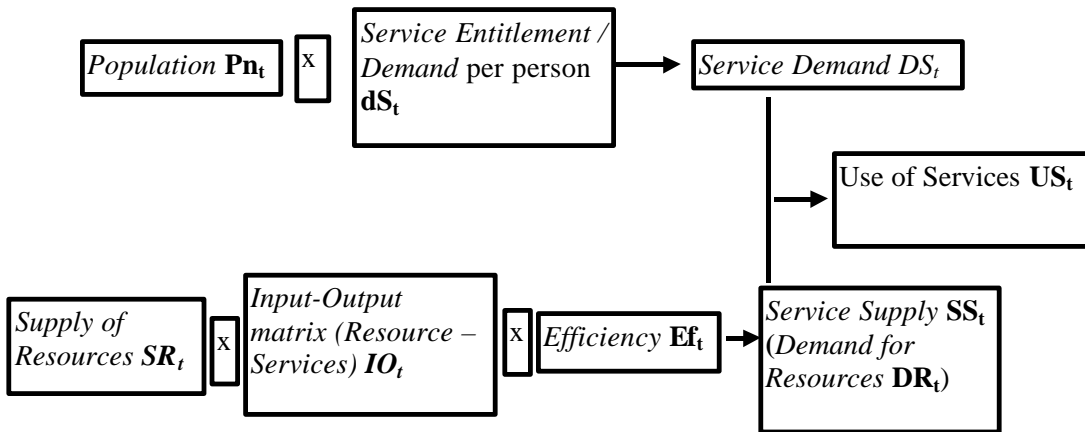 Population Pnt
x
Service Entitlement /
Demand per person
dSt
Service Demand DSt
Use of Services USt
Supply of
Resources SRt
x
Input-Output
matrix (Resource –
Services) IOt
x
Efficiency Eft
Service Supply SSt
(Demand for
Resources DRt)